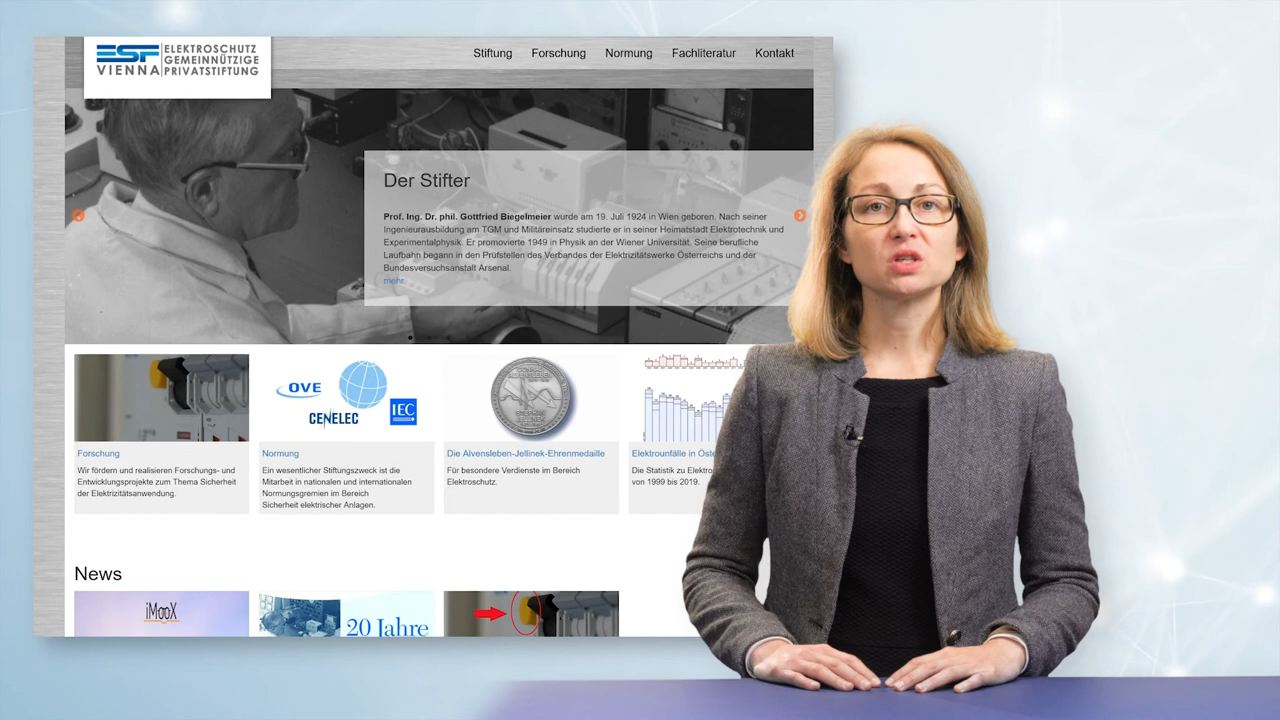 ESF VIENNA
ELEKTROSCHUTZ
GEMEINNÜTZIGE
PRIVATSTIFTUNG
Stiftung Forschung Normung Fachliteratur Kontakt
Der Stifter
Prof. Ing. Dr. phil. Gottfried Biegelmeier wurde am 19. Juli 1924 in Wien geboren. Nach seiner
Ingenieurausbildung am TGM und Militäreinsatz studierte er in seiner Heimatstadt Elektrotechnik und
Experimentalphysik. Er promovierte 1949 in Physik an der Wiener Universität. Seine berufliche
Laufbahn begann in den Prüfstellen des Verbandes der Elektrizitätswerke Österreichs und der
Bundesversuchsanstalt Arsenal.
mehr
OVE
CENELEC
IEC
Forschung
Wir fördern und realisieren Forschungs- und
Entwicklungsprojekte zum Thema Sicherheit
der Elektrizitätsanwendung.
Normung
Ein wesentlicher Stiftungszweck ist die
Mitarbeit in nationalen und internationalen
Normungsgremien im Bereich
Sicherheit elektrischer Anlagen.
Die Alvensleben-Jellinek-Ehrenmedaille
Für besondere Verdienste im Bereich
Elektroschutz.
Elektrounfälle in Öste
Die Statistik zu Elektro
von 1999 bis 2019.
News
iMooX
20 Jahre